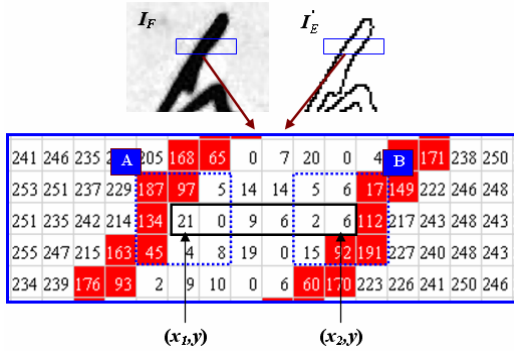 I_F I'_E
241 246 235 A 205 168 65 0 7 20 0 4 B 171 238 250
253 251 237 229 187 97 5 14 14 5 6 17 149 222 246 248
251 235 242 214 134 21 0 9 6 2 6 112 217 243 248 243
255 247 215 163 45 4 8 19 0 15 92 191 227 240 248 243
234 239 176 93 2 9 10 0 6 60 170 223 226 241 250 246
(x₁,y) (x₂,y)